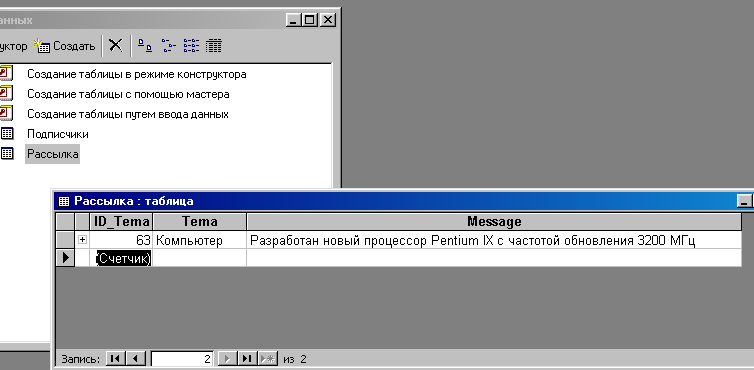 анных
уктор Создать
Создание таблицы в режиме конструктора
Создание таблицы с помощью мастера
Создание таблицы путем ввода данных
Подписчики
Рассылка
Рассылка : таблица
ID_Tema Tema Message
63 Компьютер Разработан новый процессор Pentium IX с частотой обновления 3200 МГц
(Счетчик)
Запись: 2 из 2